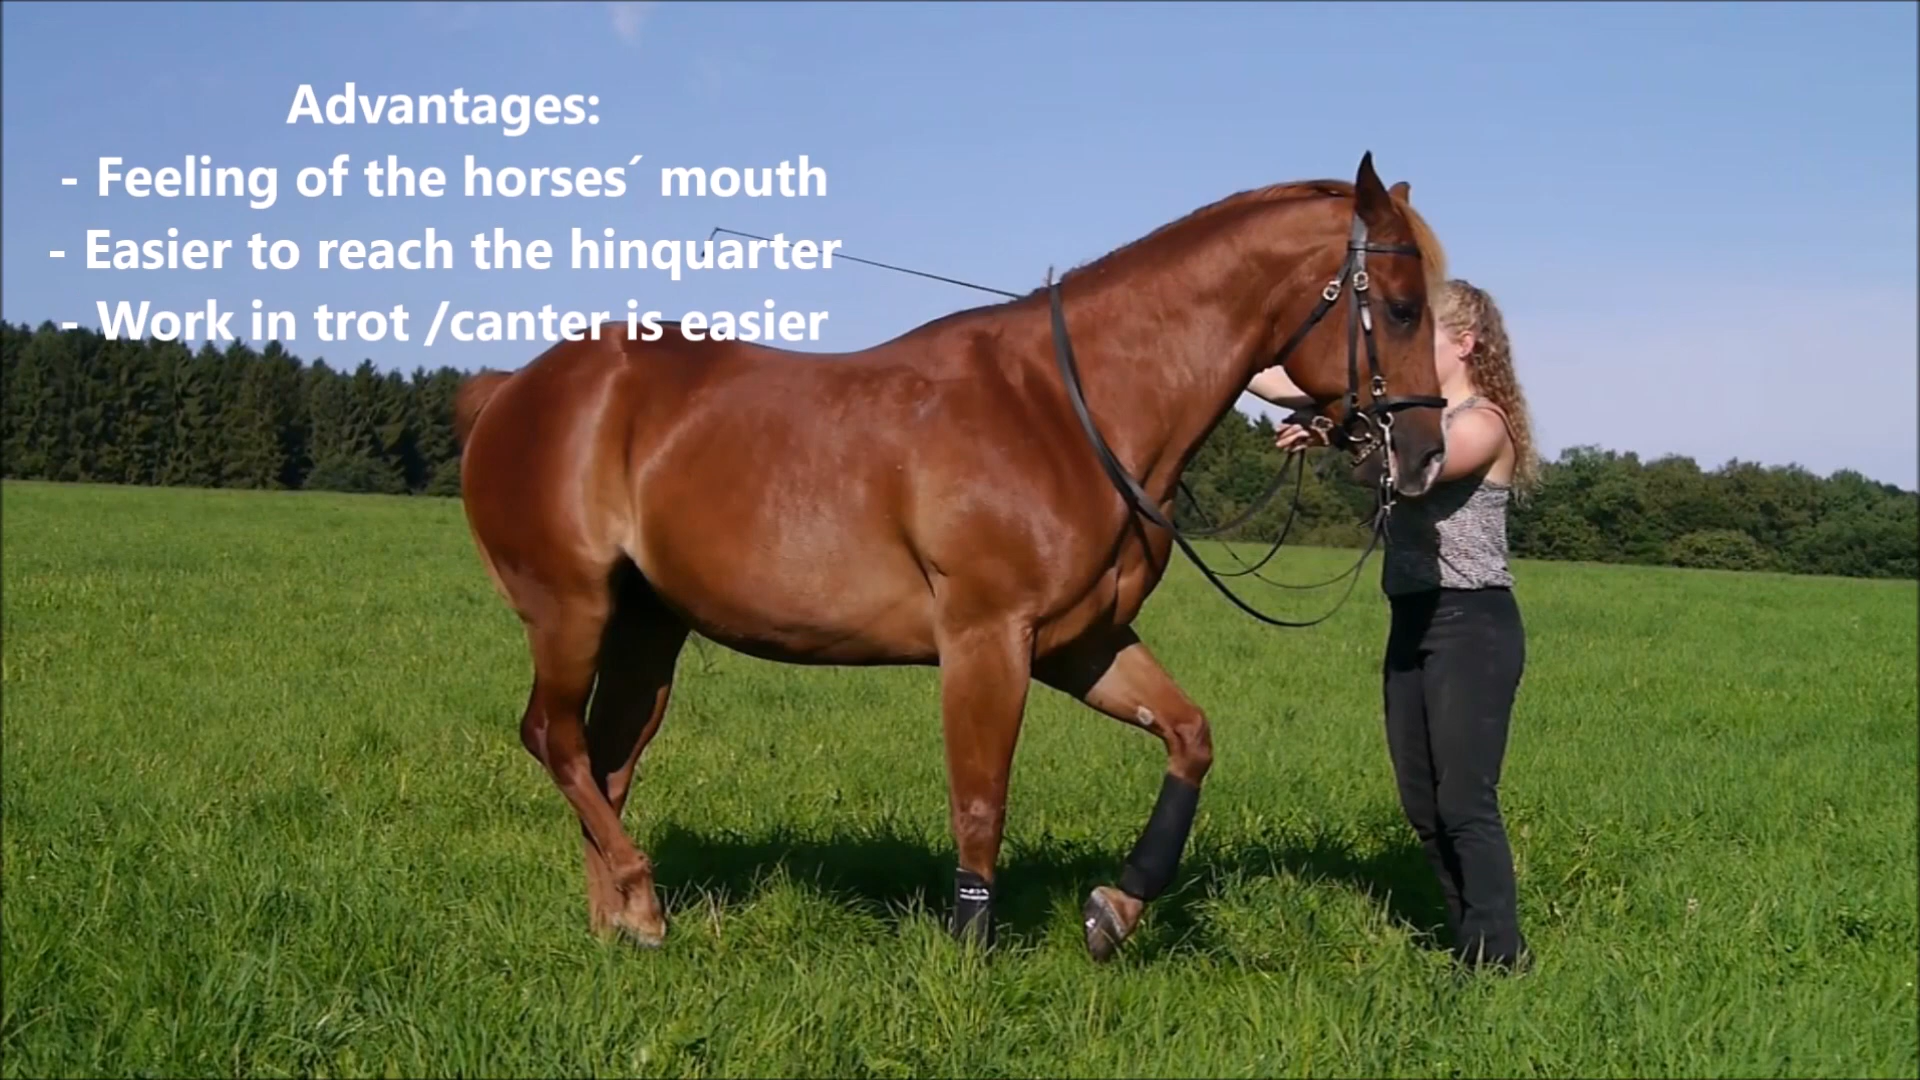 Advantages:
- Feeling of the horses´ mouth
- Easier to reach the hinquarter
- Work in trot /canter is easier